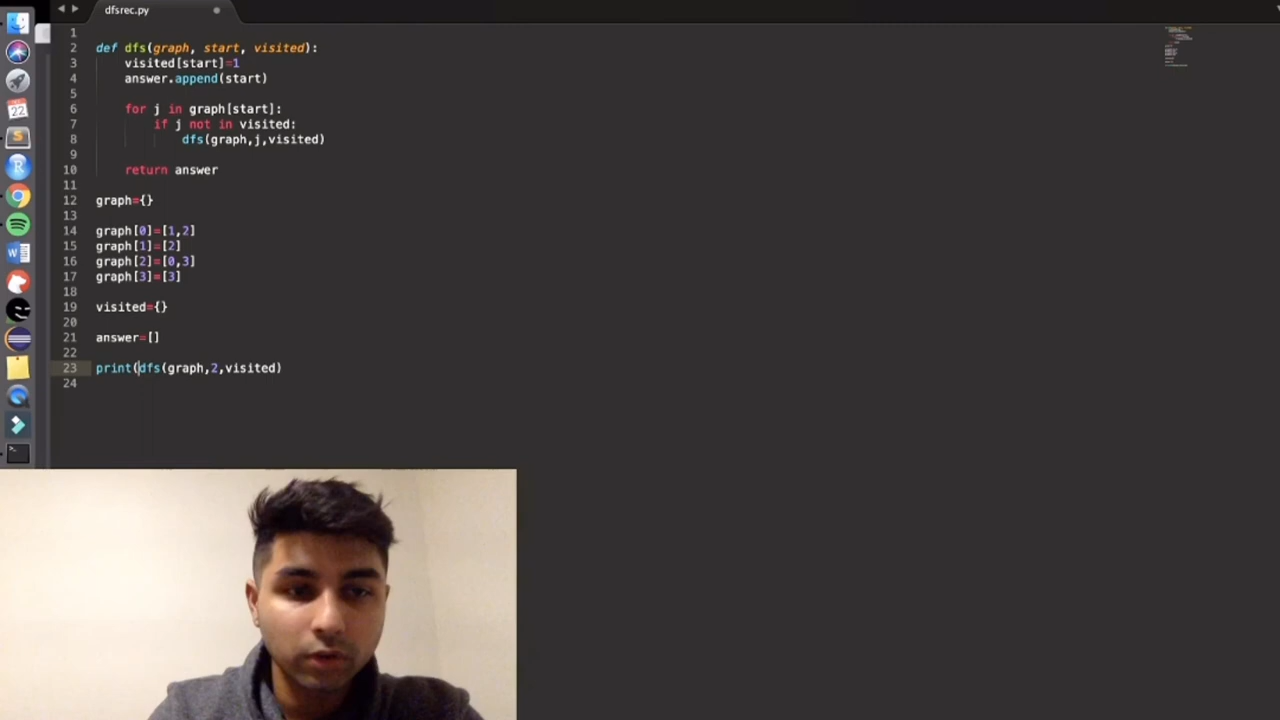 dfsrec.py
1
2 def dfs(graph, start, visited):
3 visited[start]=1
4 answer.append(start)
5
6 for j in graph[start]:
7 if j not in visited:
8 dfs(graph,j,visited)
9
10 return answer
11
12 graph={}
13
14 graph[0]=[1,2]
15 graph[1]=[2]
16 graph[2]=[0,3]
17 graph[3]=[3]
18
19 visited={}
20
21 answer=[]
22
23 print(dfs(graph,2,visited)
24
22
S
R
W
>_